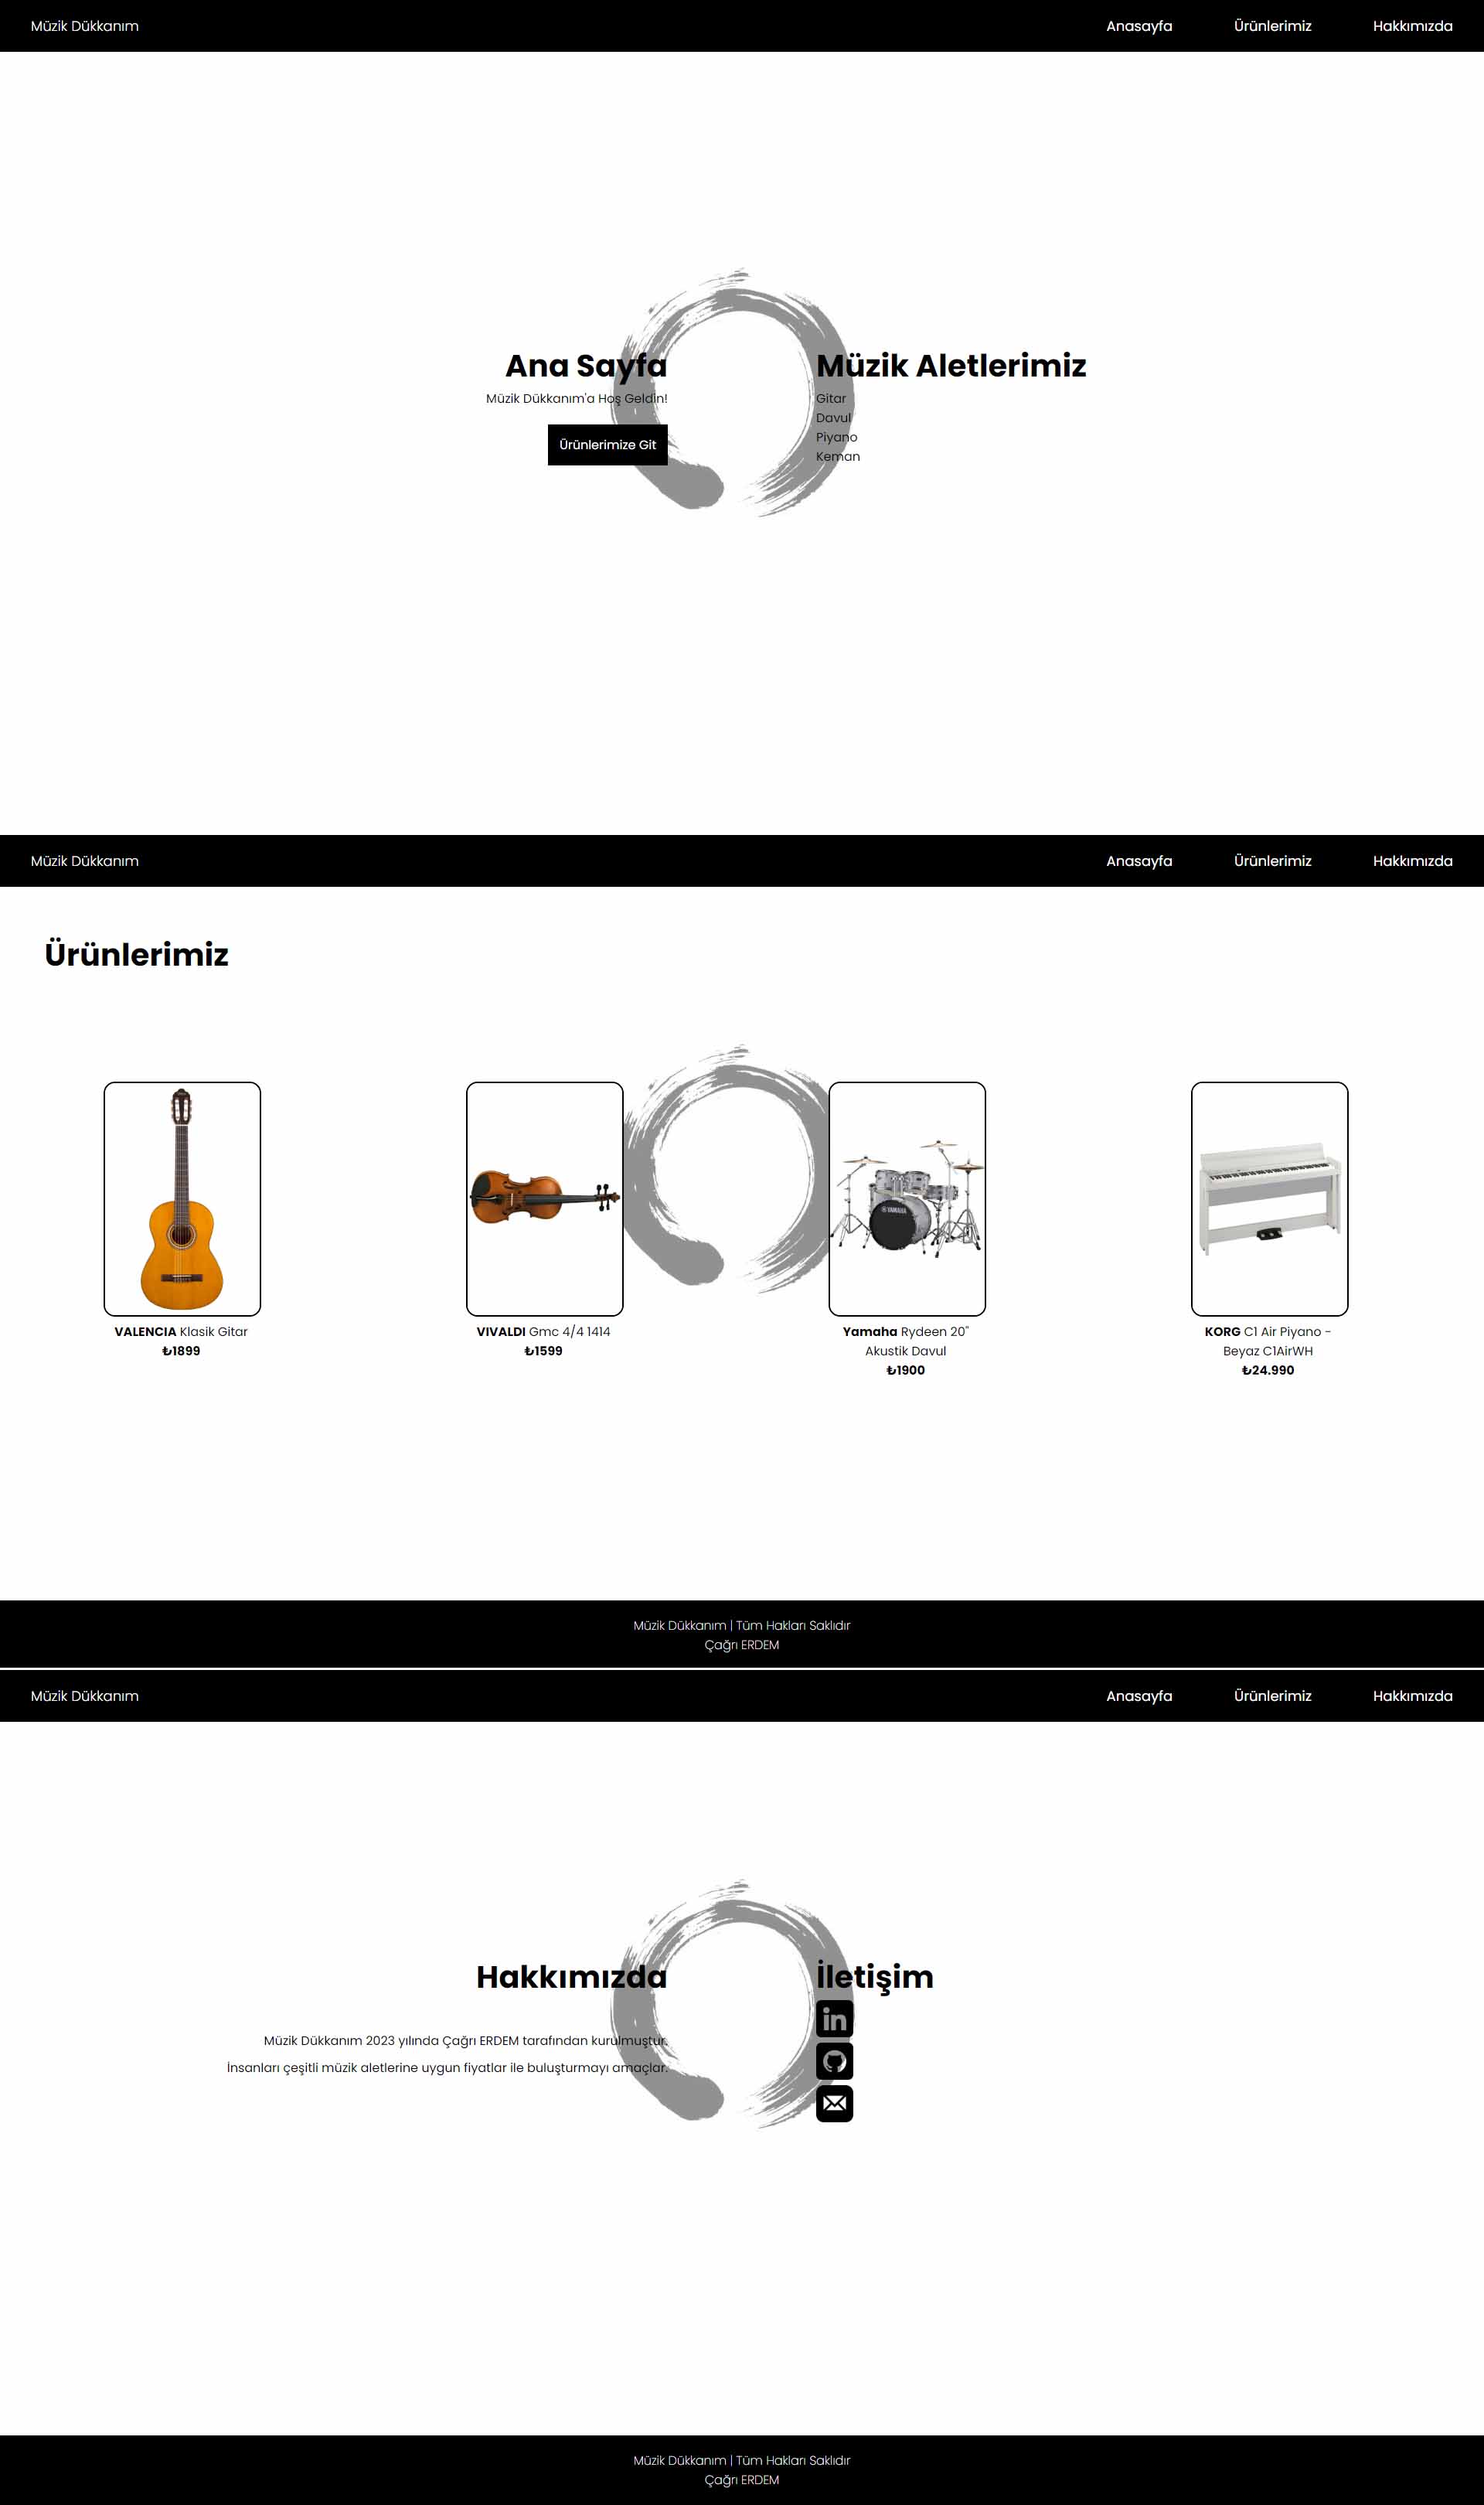 Müzik Dükkanım
Anasayfa
Ürünlerimiz
Hakkımızda
Ana Sayfa
Müzik Dükkanım'a Hoş Geldin!
Ürünlerimize Git
Müzik Aletlerimiz
Gitar
Davul
Piyano
Keman
Müzik Dükkanım
Anasayfa
Ürünlerimiz
Hakkımızda
Ürünlerimiz
VALENCIA Klasik Gitar
₺1899
VIVALDI Gmc 4/4 1414
₺1599
YAMAHA
Yamaha Rydeen 20"
Akustik Davul
₺1900
KORG C1 Air Piyano -
Beyaz C1AirWH
₺24.990
Müzik Dükkanım | Tüm Hakları Saklıdır
Çağrı ERDEM
Müzik Dükkanım
Anasayfa
Ürünlerimiz
Hakkımızda
Hakkımızda
Müzik Dükkanım 2023 yılında Çağrı ERDEM tarafından kurulmuştur.
İnsanları çeşitli müzik aletlerine uygun fiyatlar ile buluşturmayı amaçlar.
İletişim
in
Müzik Dükkanım | Tüm Hakları Saklıdır
Çağrı ERDEM